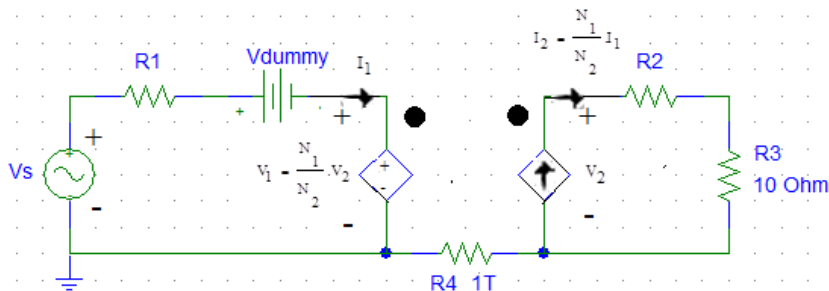 I₂ = N₁/N₂ I₁
R1
Vdummy
I₁
R2
+
+
+
+
Vs
+
-
-
V₁ = N₁/N₂ V₂
+
-
V₂
R3
10 Ohm
-
-
R4 1T